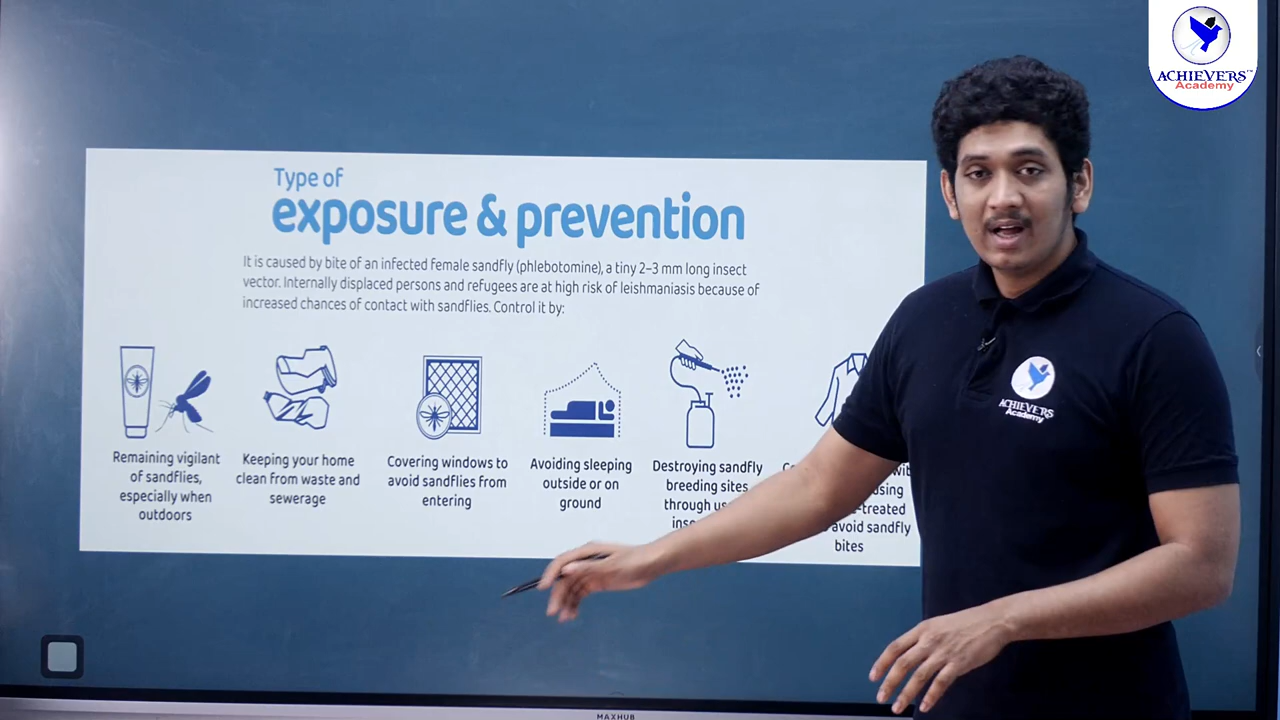 ACHIEVERS™
Academy
Type of
exposure & prevention
It is caused by bite of an infected female sandfly (phlebotomine), a tiny 2–3 mm long insect
vector. Internally displaced persons and refugees are at high risk of leishmaniasis because of
increased chances of contact with sandflies. Control it by:
Remaining vigilant
of sandflies,
especially when
outdoors
Keeping your home
clean from waste and
sewerage
Covering windows to
avoid sandflies from
entering
Avoiding sleeping
outside or on
ground
Destroying sandfly
breeding sites
through
-treated
avoid sandfly
bites
ACHIEVERS
Academy
MAXHUB